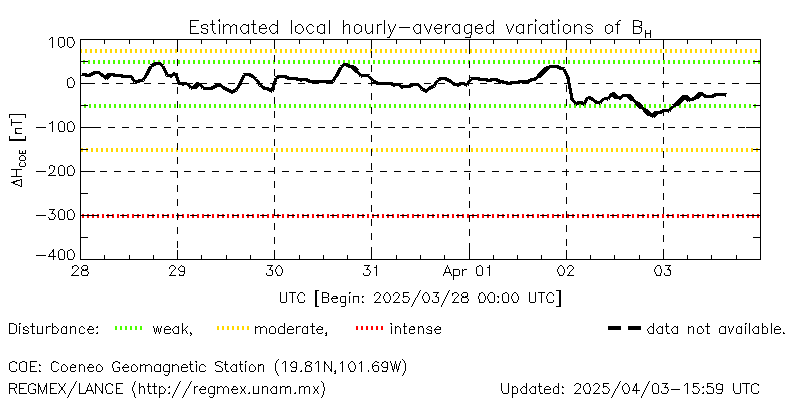 Estimated local hourly-averaged variations of BH
100
0
-100
-200
-300
-400
ΔHCOE [nT]
28 29 30 31 Apr 01 02 03
UTC [Begin: 2025/03/28 00:00 UTC]
Disturbance: weak, moderate, intense data not available.
COE: Coeneo Geomagnetic Station (19.81N,101.69W)
REGMEX/LANCE (http://regmex.unam.mx) Updated: 2025/04/03-15:59 UTC